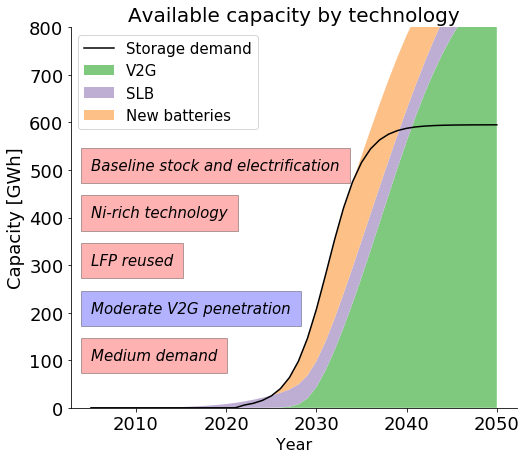 Available capacity by technology
Storage demand
V2G
SLB
New batteries
Baseline stock and electrification
Ni-rich technology
LFP reused
Moderate V2G penetration
Medium demand
Capacity [GWh]
800
700
600
500
400
300
200
100
0
2010
2020
2030
2040
2050
Year